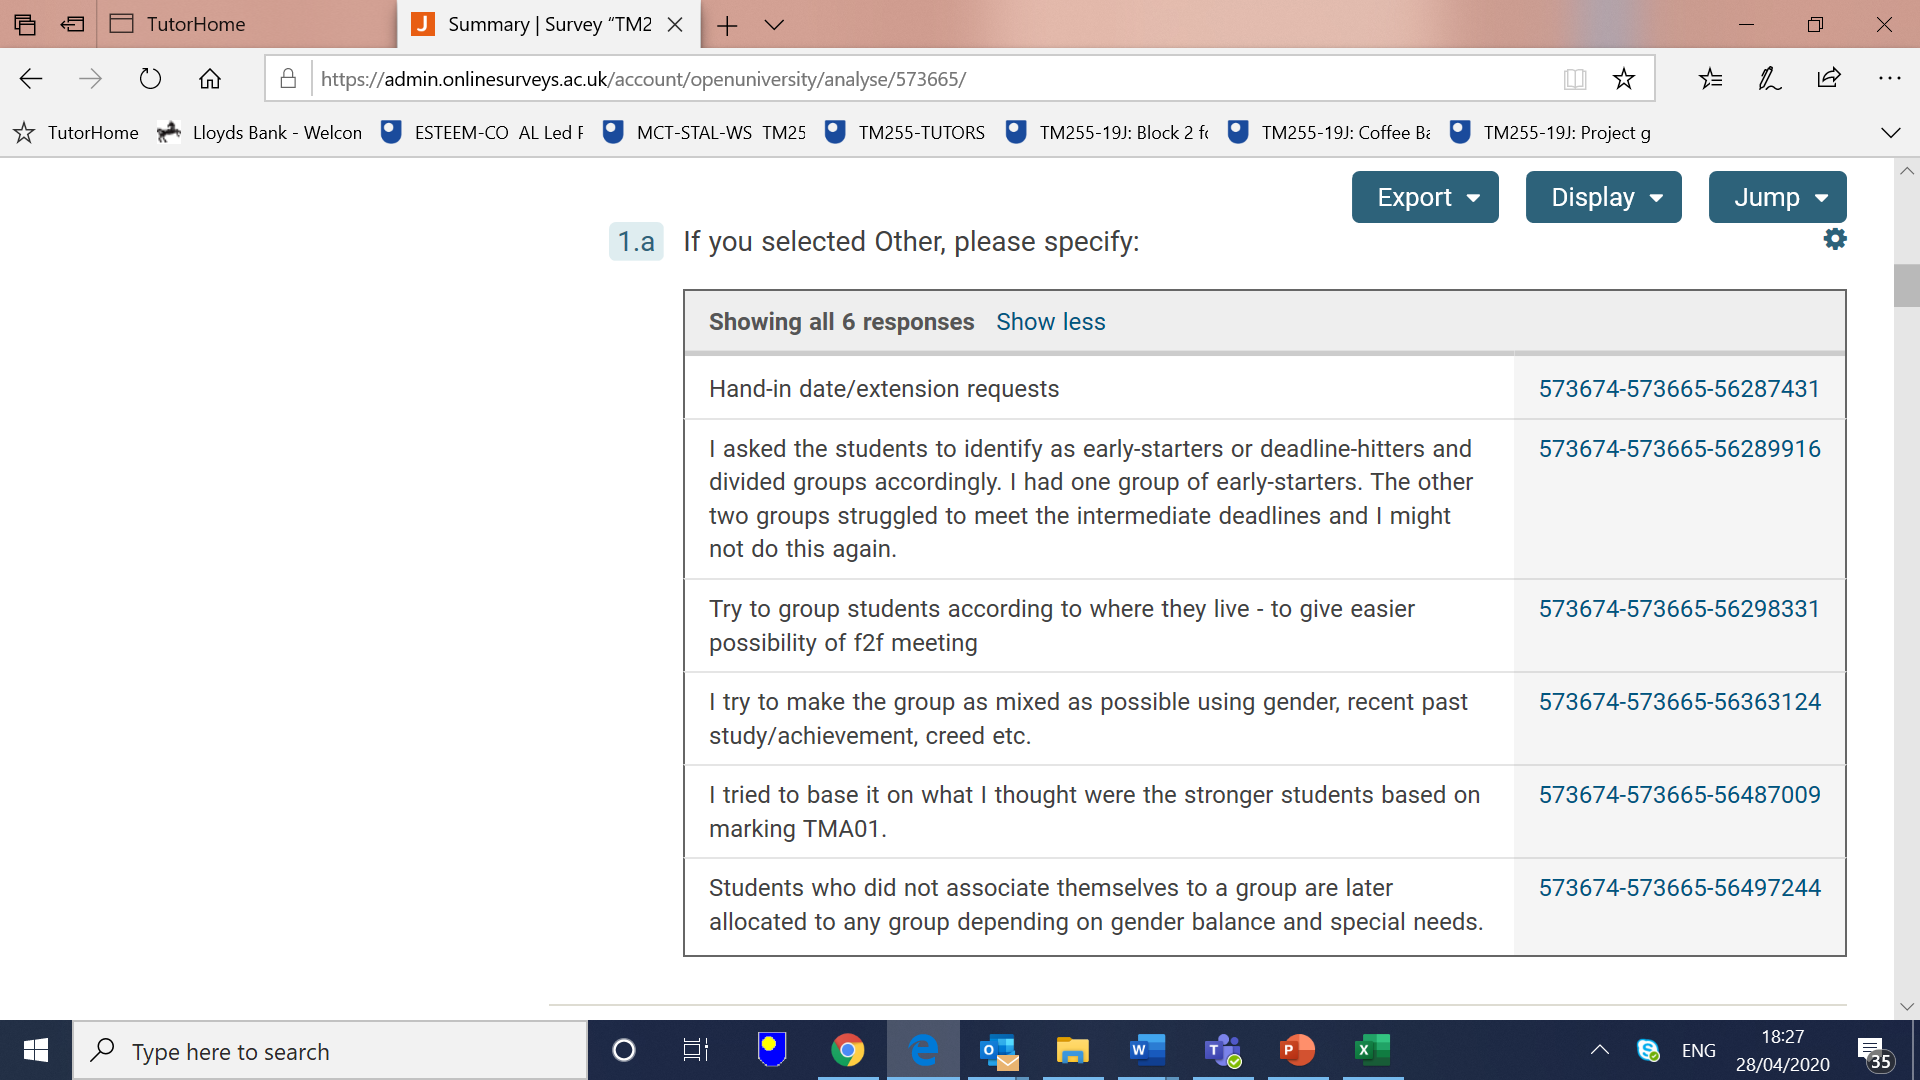 TutorHome
Summary | Survey “TM2
https://admin.onlinesurveys.ac.uk/account/openuniversity/analyse/573665/
TutorHome
Lloyds Bank - Welcon
ESTEEM-CO AL Led F
MCT-STAL-WS TM25
TM255-TUTORS
TM255-19J: Block 2 fo
TM255-19J: Coffee Ba
TM255-19J: Project g
Export
Display
Jump
1.a If you selected Other, please specify:
Showing all 6 responses Show less
Hand-in date/extension requests 573674-573665-56287431
I asked the students to identify as early-starters or deadline-hitters and 573674-573665-56289916
divided groups accordingly. I had one group of early-starters. The other
two groups struggled to meet the intermediate deadlines and I might
not do this again.
Try to group students according to where they live - to give easier 573674-573665-56298331
possibility of f2f meeting
I try to make the group as mixed as possible using gender, recent past 573674-573665-56363124
study/achievement, creed etc.
I tried to base it on what I thought were the stronger students based on 573674-573665-56487009
marking TMA01.
Students who did not associate themselves to a group are later 573674-573665-56497244
allocated to any group depending on gender balance and special needs.
Type here to search
ENG
18:27
28/04/2020
35